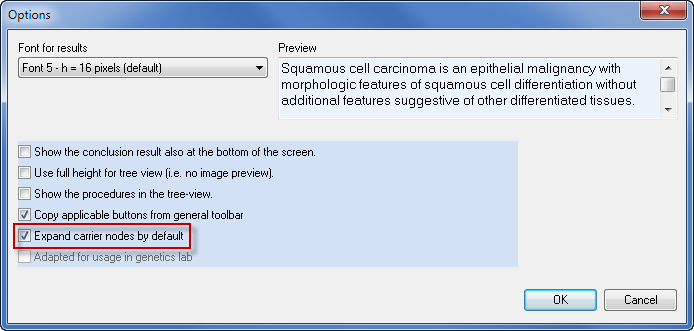 Options
Font for results
Font 5 - h = 16 pixels (default)
Preview
Squamous cell carcinoma is an epithelial malignancy with
morphologic features of squamous cell differentiation without
additional features suggestive of other differentiated tissues.
Show the conclusion result also at the bottom of the screen.
Use full height for tree view (i.e. no image preview).
Show the procedures in the tree-view.
Copy applicable buttons from general toolbar
Expand carrier nodes by default
Adapted for usage in genetics lab
OK
Cancel